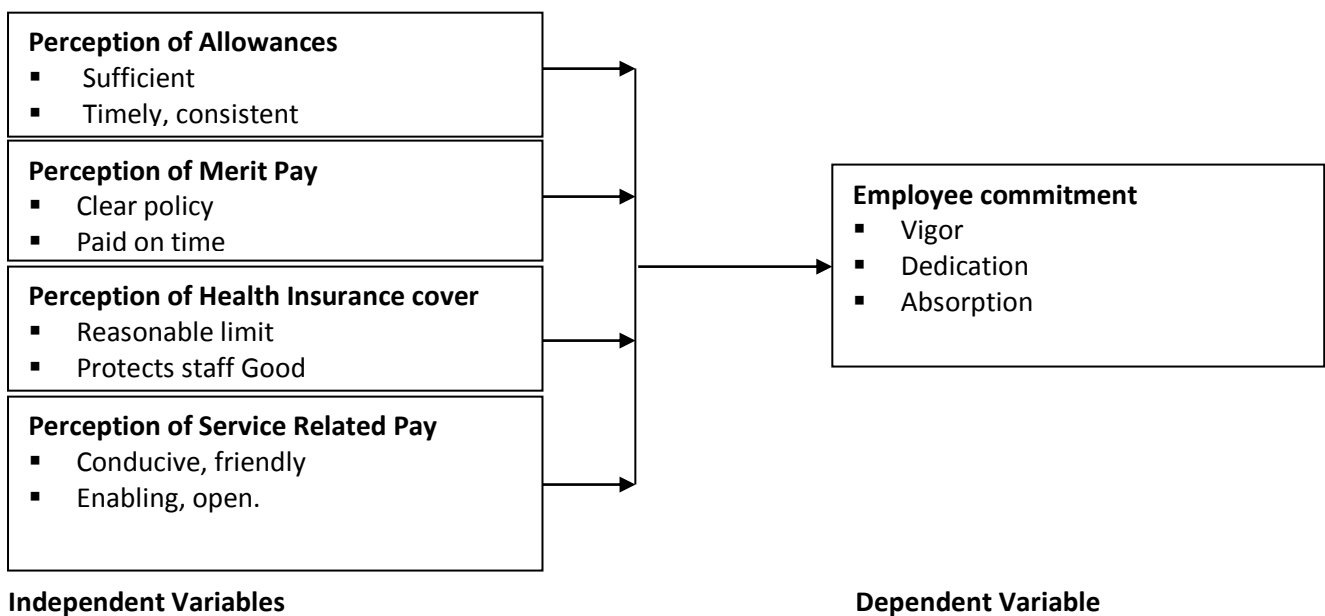 Perception of Allowances
▪ Sufficient
▪ Timely, consistent
Perception of Merit Pay
▪ Clear policy
▪ Paid on time
Perception of Health Insurance cover
▪ Reasonable limit
▪ Protects staff Good
Perception of Service Related Pay
▪ Conducive, friendly
▪ Enabling, open.
Employee commitment
▪ Vigor
▪ Dedication
▪ Absorption
Independent Variables
Dependent Variable